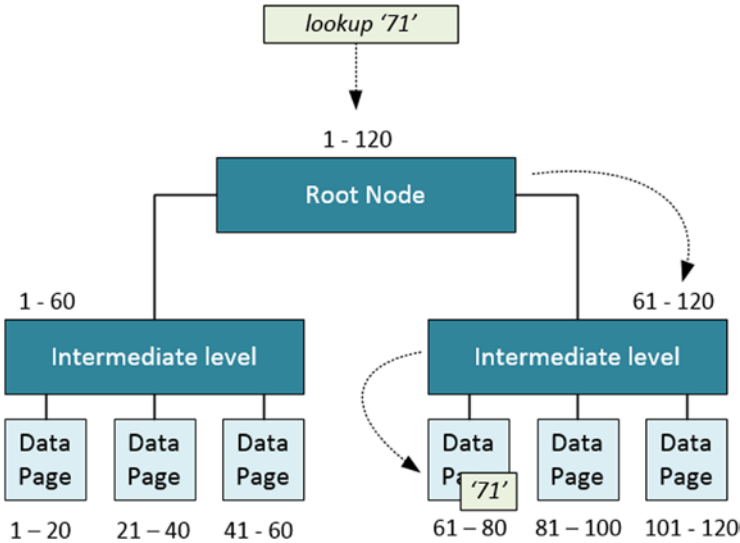 lookup ‘71’
1 - 120
Root Node
1 - 60
61 - 120
Intermediate level
Intermediate level
Data
Page
Data
Page
Data
Page
Data
Data
Page
Data
Page
‘71’
1 – 20
21 – 40
41 - 60
61 – 80
81 – 100
101 - 120